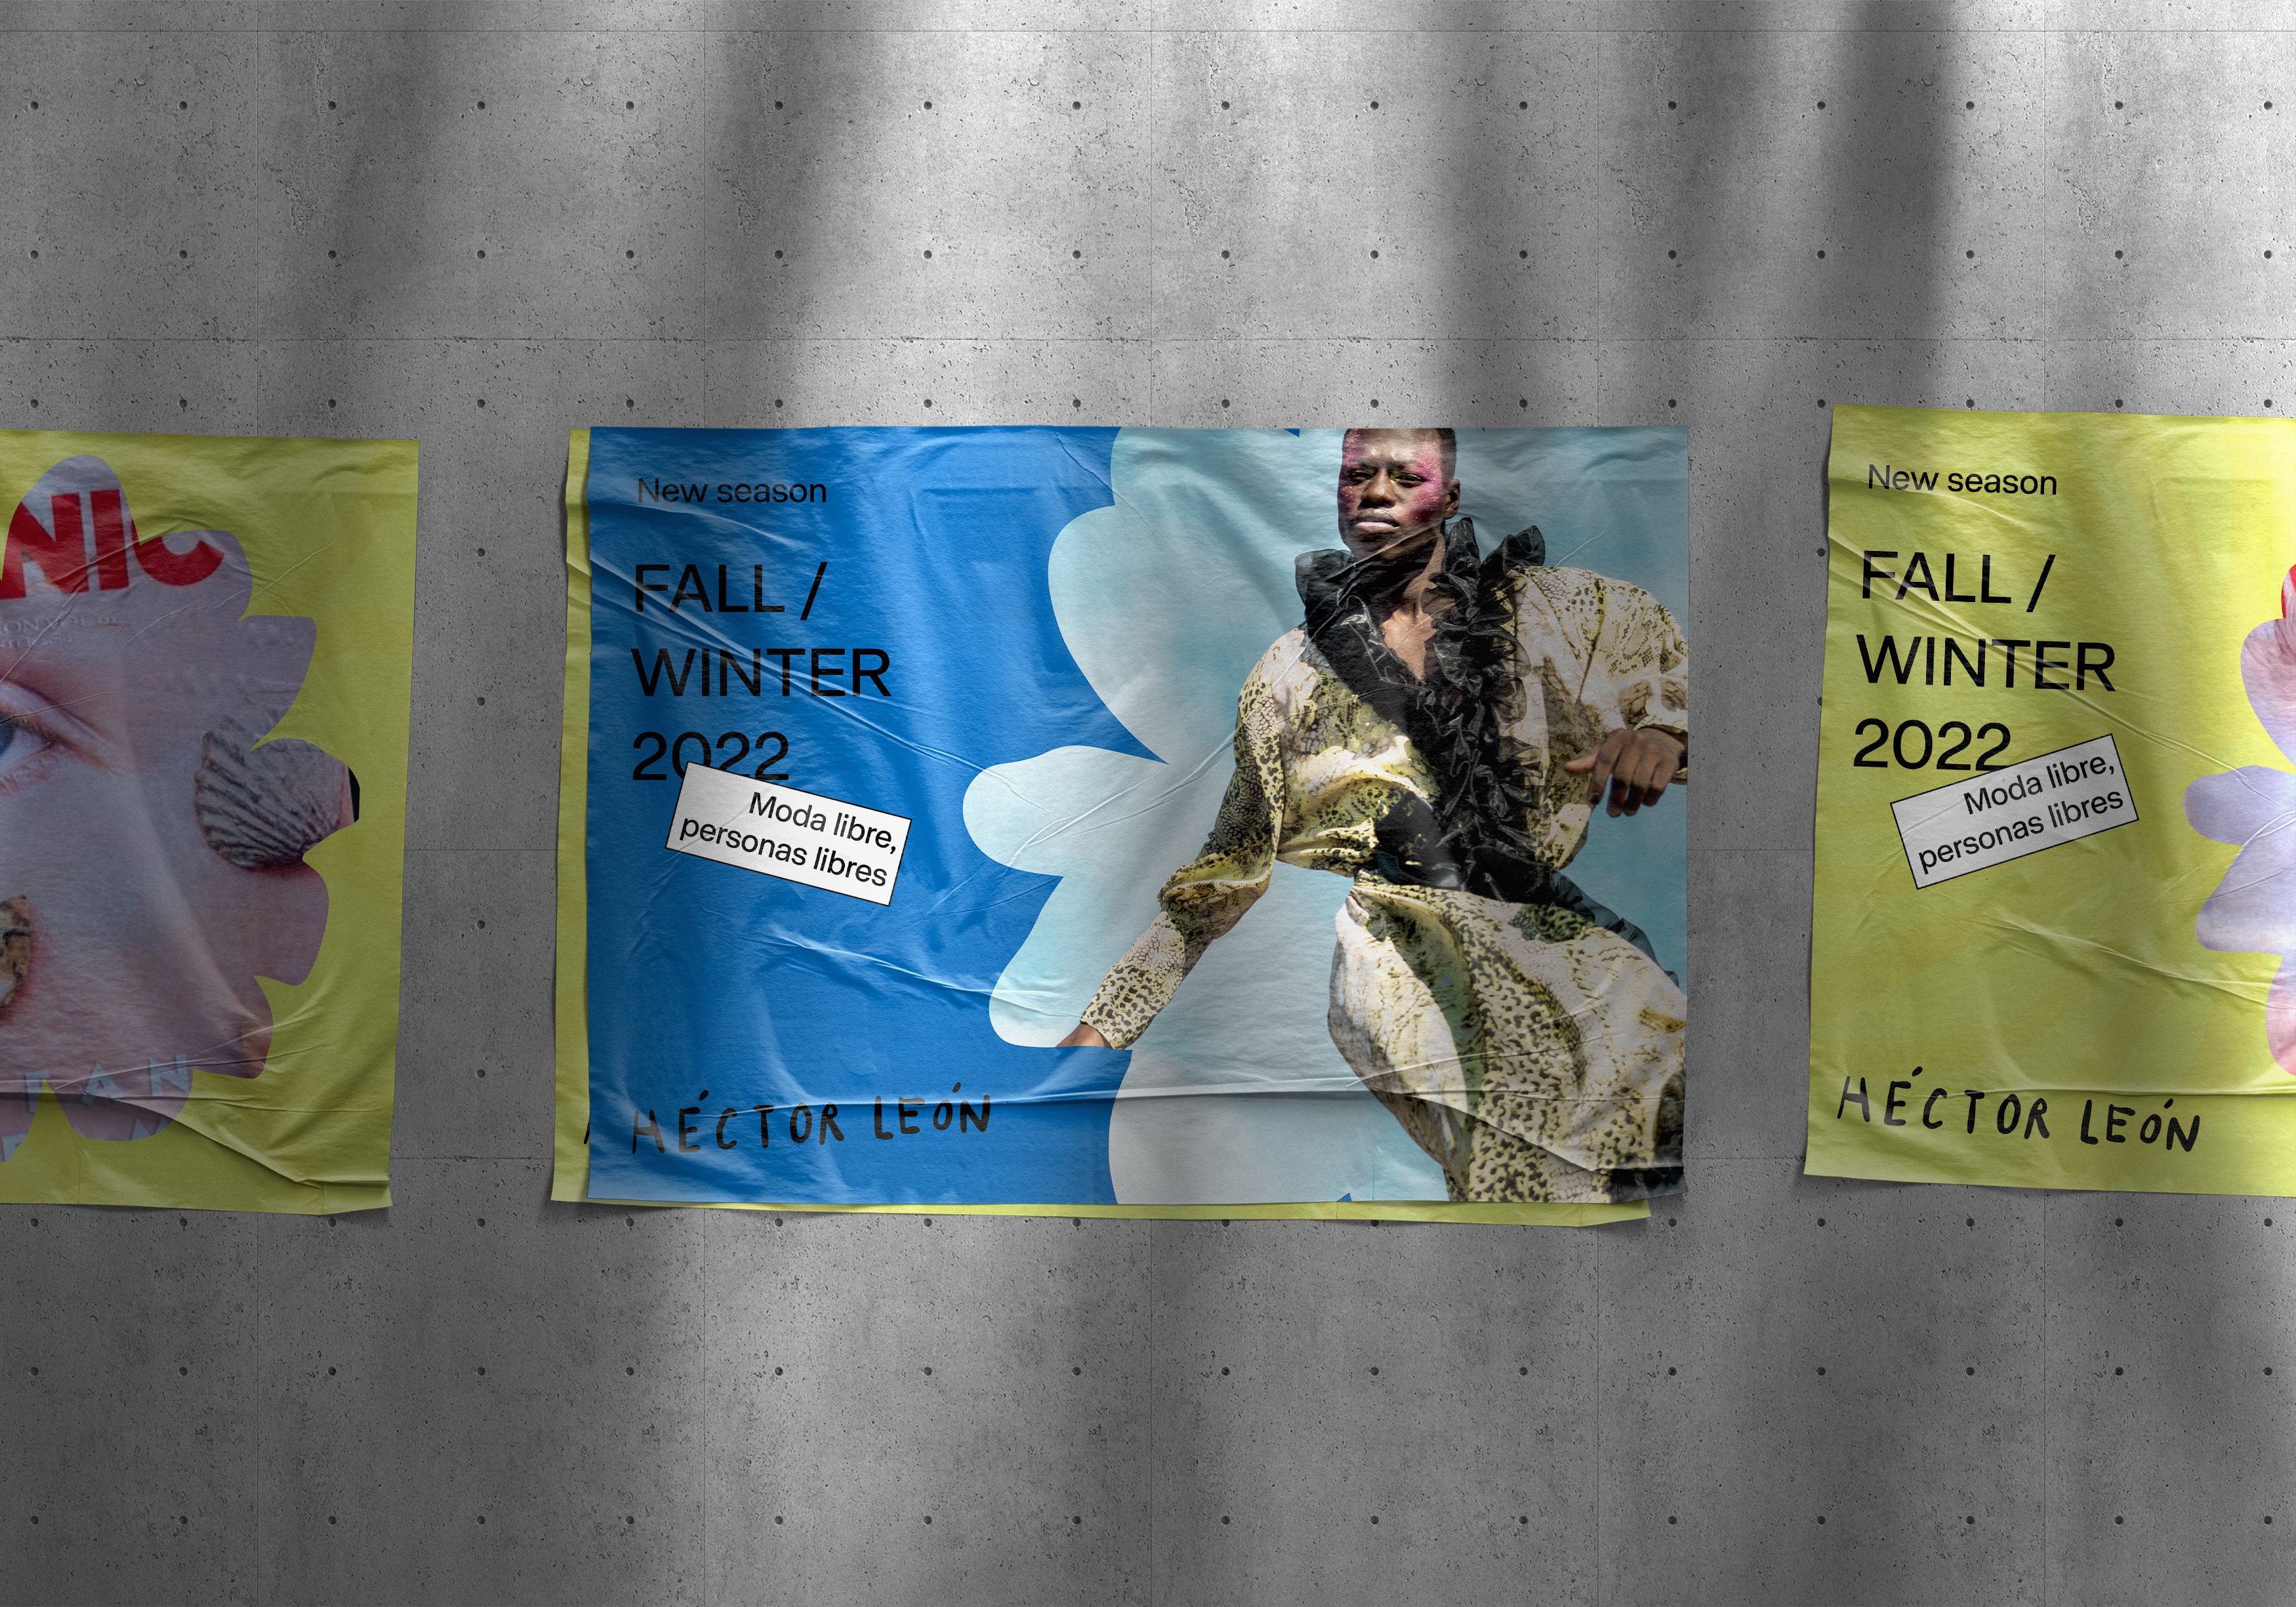 NIC
New season
FALL /
WINTER
2022
Moda libre,
personas libres
HÉCTOR LEÓN
New season
FALL /
WINTER
2022
Moda libre,
personas libres
HÉCTOR LEÓN